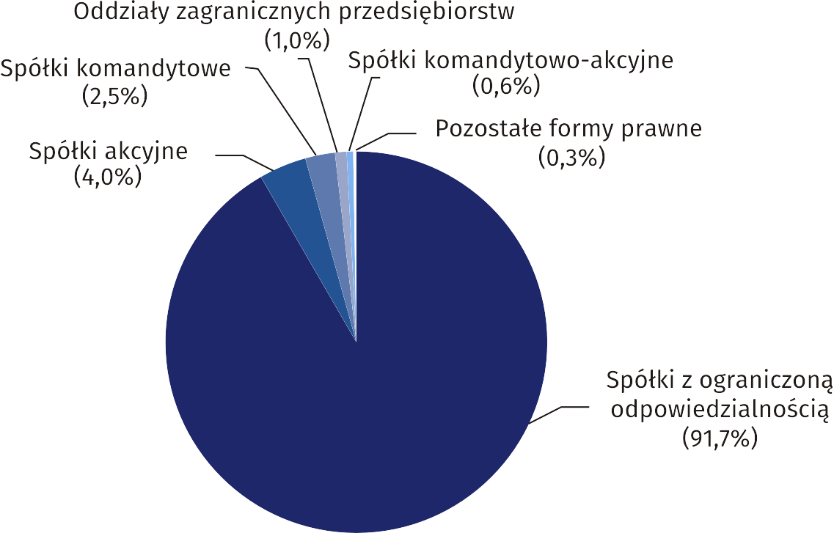 Oddziały zagranicznych przedsiębiorstw
(1,0%)
Spółki komandytowo-akcyjne
(0,6%)
Spółki komandytowe
(2,5%)
Pozostałe formy prawne
(0,3%)
Spółki akcyjne
(4,0%)
Spółki z ograniczoną
odpowiedzialnością
(91,7%)